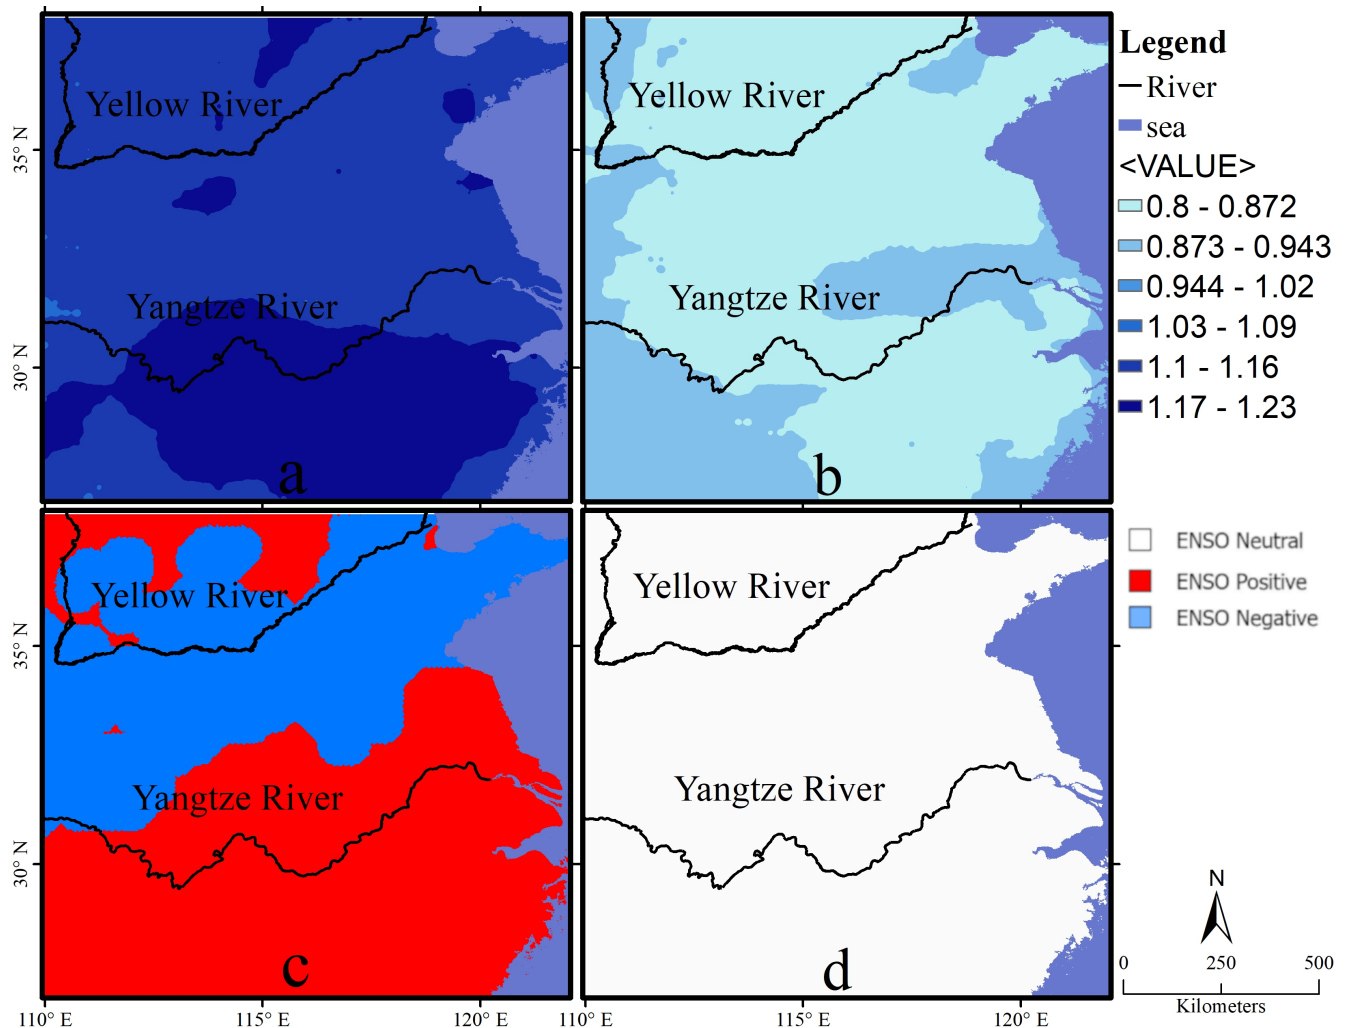 Legend
River
sea
<VALUE>
0.8 - 0.872
0.873 - 0.943
0.944 - 1.02
1.03 - 1.09
1.1 - 1.16
1.17 - 1.23
35° N
30° N
Yellow River
Yangtze River
a
Yellow River
Yangtze River
b
35° N
30° N
Yellow River
Yangtze River
c
Yellow River
Yangtze River
d
ENSO Neutral
ENSO Positive
ENSO Negative
N
0 250 500
Kilometers
110° E 115° E 120° E 110° E 115° E 120° E